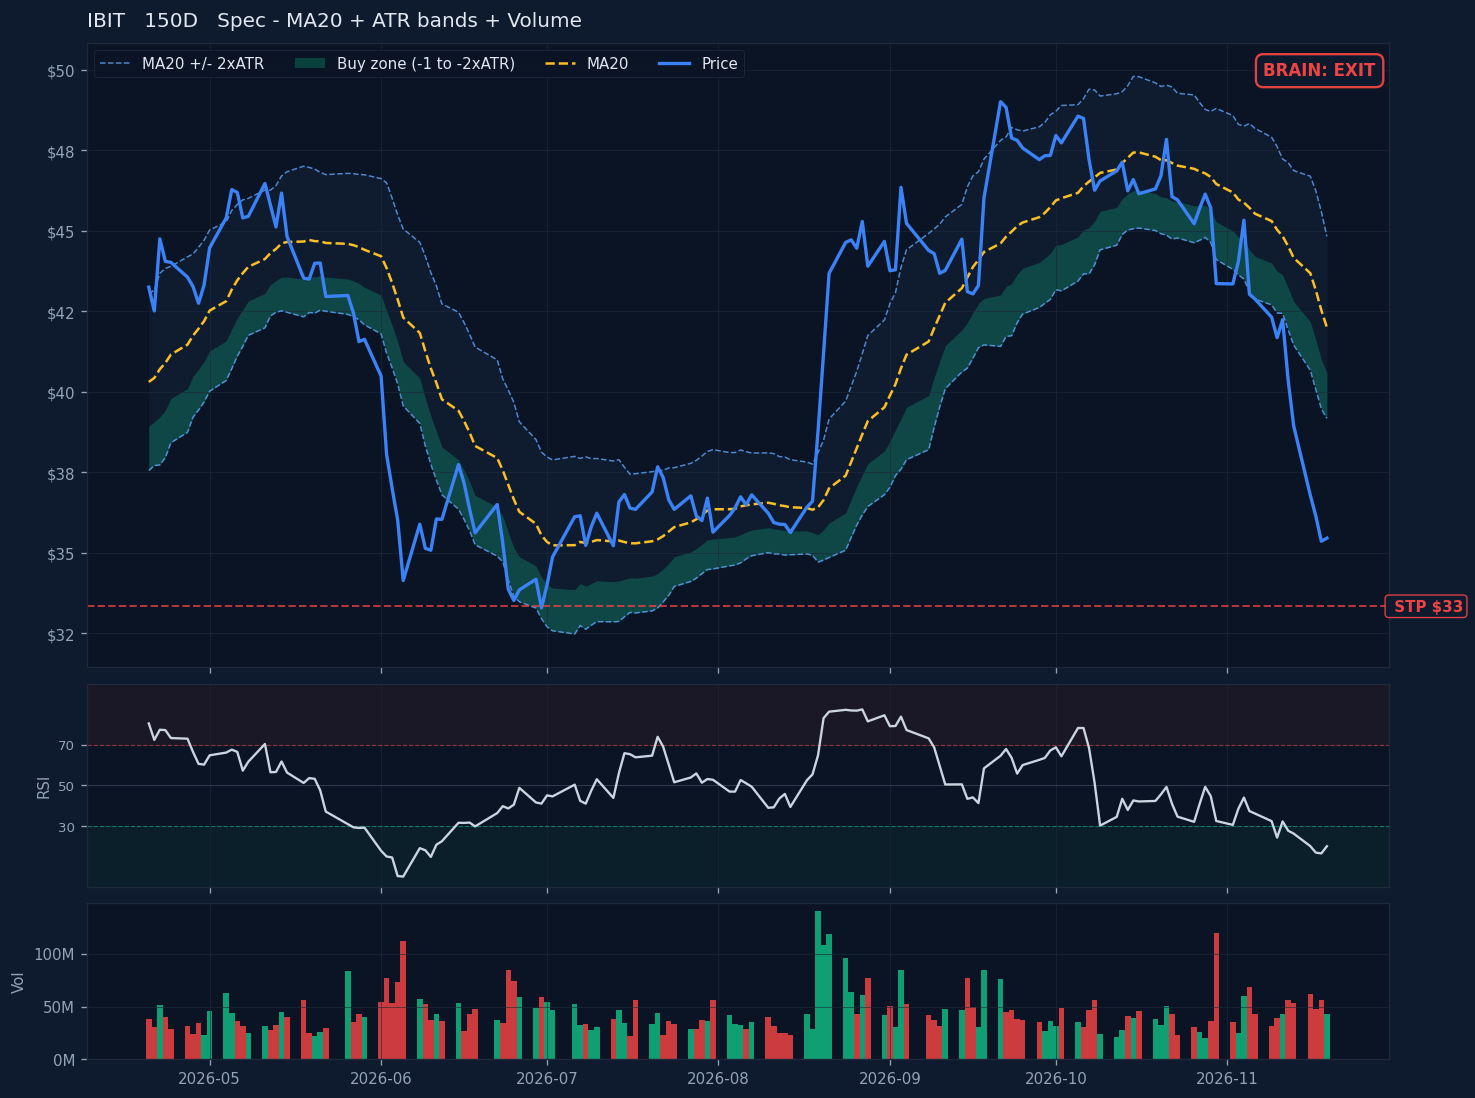 IBIT 150D Spec - MA20 + ATR bands + Volume
MA20 +/- 2xATR
Buy zone (-1 to -2xATR)
MA20
Price
BRAIN: EXIT
$50
$48
$45
$42
$40
$38
$35
$32
STP $33
RSI
70
50
30
Vol
100M
50M
0M
2026-05
2026-06
2026-07
2026-08
2026-09
2026-10
2026-11